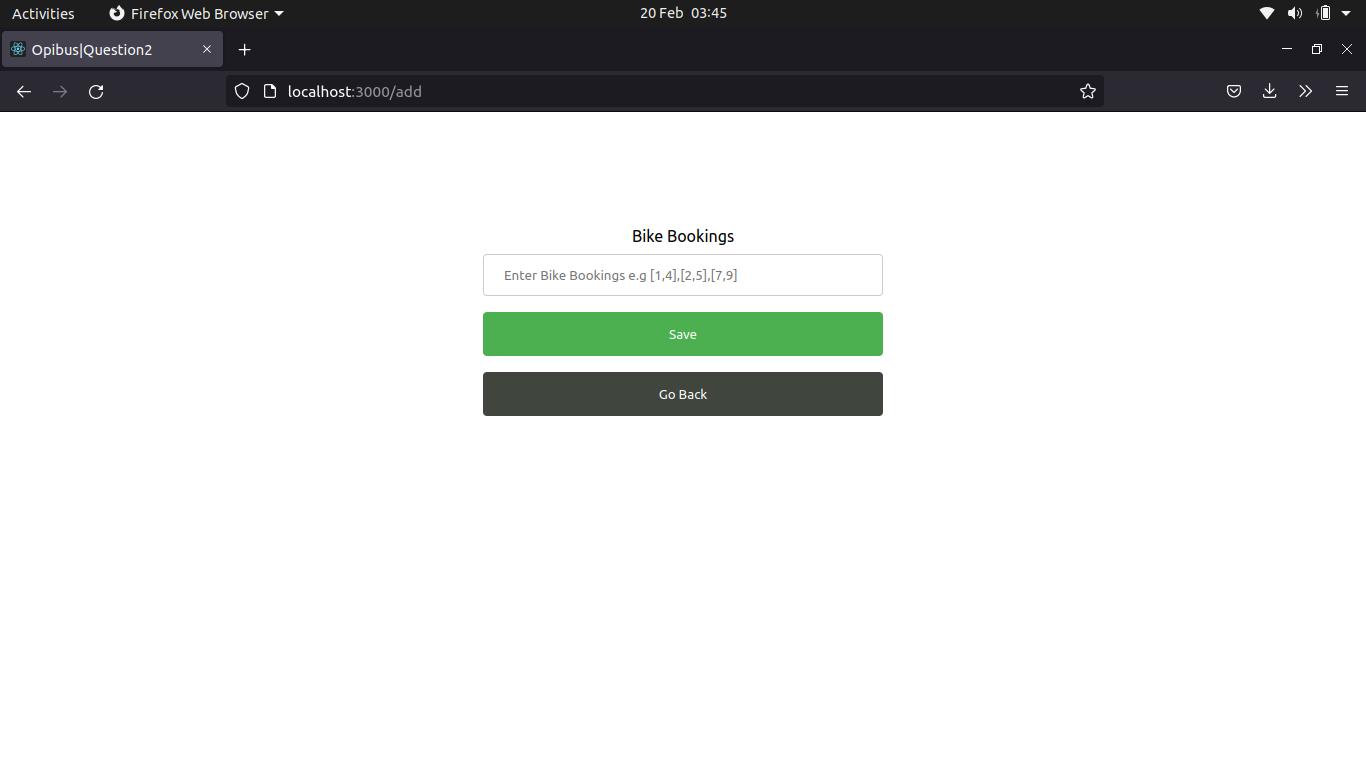 Activities Firefox Web Browser 20 Feb 03:45
Opibus|Question2
localhost:3000/add
Bike Bookings
Enter Bike Bookings e.g [1,4],[2,5],[7,9]
Save
Go Back